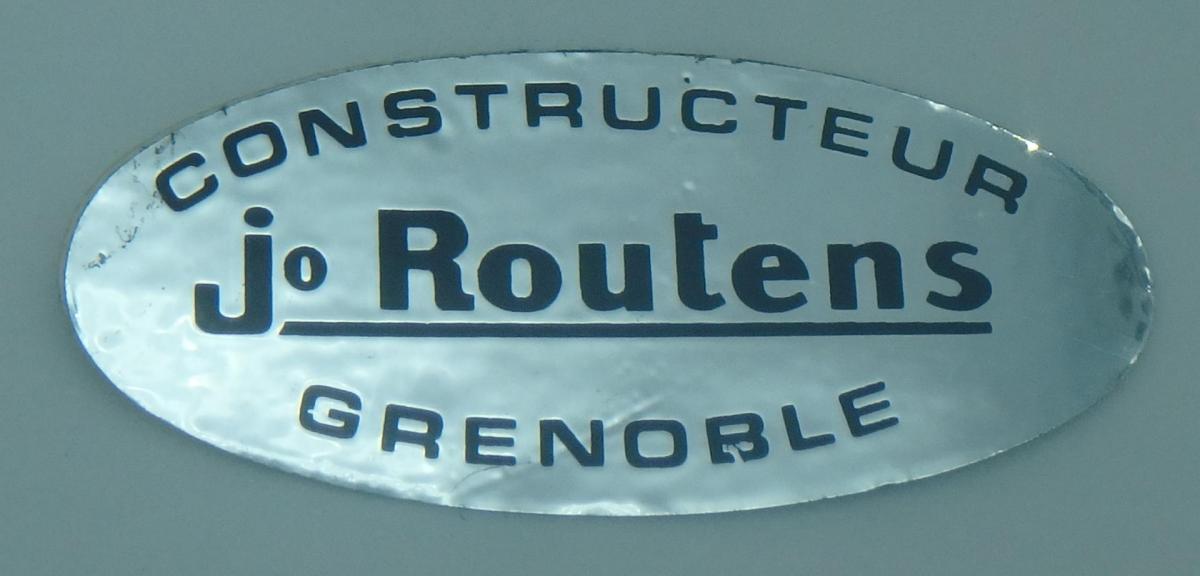 CONSTRUCTEUR
jo Routens
GRENOBLE